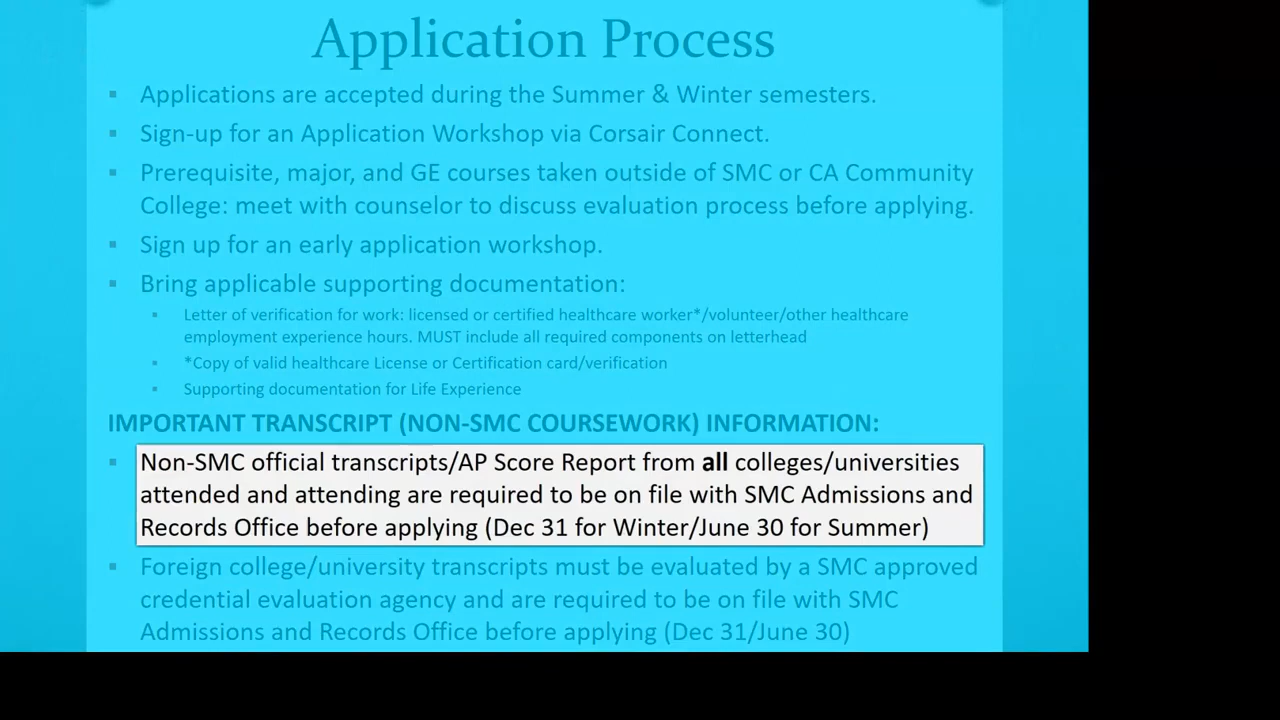 Application Process
▪ Applications are accepted during the Summer & Winter semesters.
▪ Sign-up for an Application Workshop via Corsair Connect.
▪ Prerequisite, major, and GE courses taken outside of SMC or CA Community
College: meet with counselor to discuss evaluation process before applying.
▪ Sign up for an early application workshop.
▪ Bring applicable supporting documentation:
▪ Letter of verification for work: licensed or certified healthcare worker*/volunteer/other healthcare
employment experience hours. MUST include all required components on letterhead
▪ *Copy of valid healthcare License or Certification card/verification
▪ Supporting documentation for Life Experience
IMPORTANT TRANSCRIPT (NON-SMC COURSEWORK) INFORMATION:
▪ Non-SMC official transcripts/AP Score Report from all colleges/universities
attended and attending are required to be on file with SMC Admissions and
Records Office before applying (Dec 31 for Winter/June 30 for Summer)
▪ Foreign college/university transcripts must be evaluated by a SMC approved
credential evaluation agency and are required to be on file with SMC
Admissions and Records Office before applying (Dec 31/June 30)